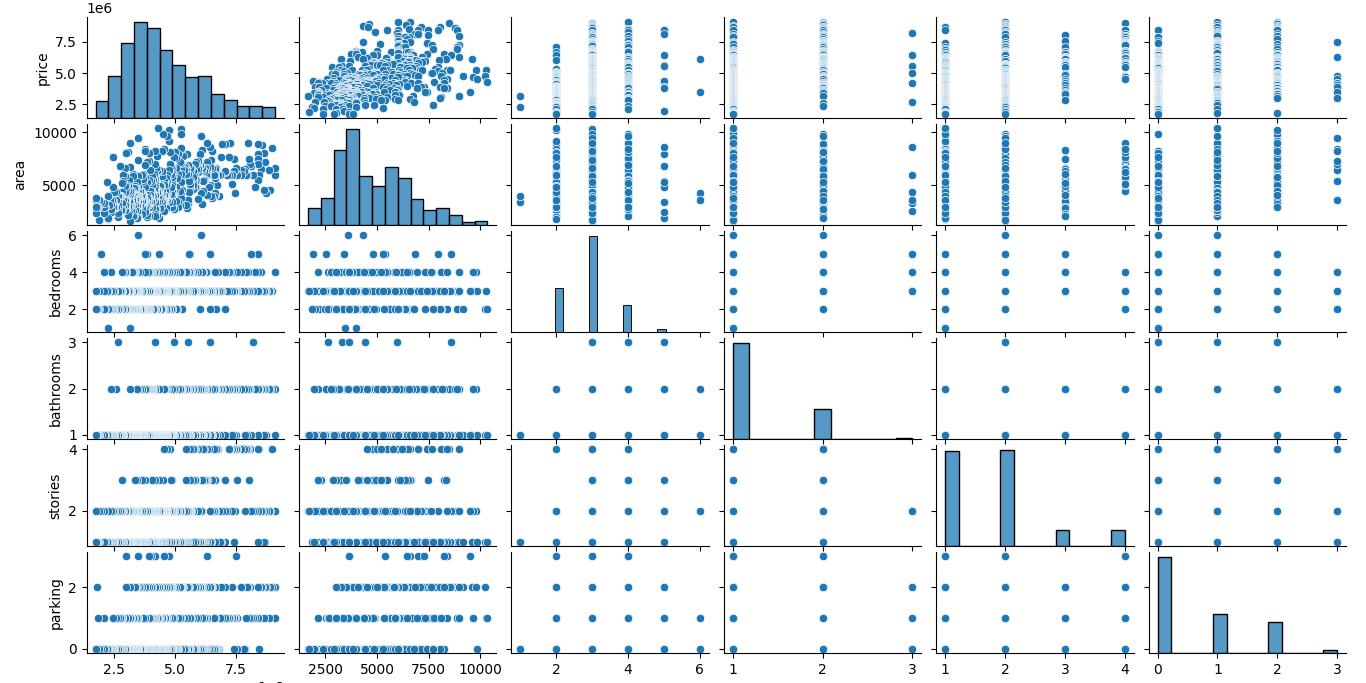 1e6
price
7.5
5.0
2.5
area
10000
5000
bedrooms
6
4
2
bathrooms
3
2
1
stories
4
2
parking
2
0
2.5 5.0 7.5
2500 5000 7500 10000
2 4 6
1 2 3
1 2 3 4
0 1 2 3